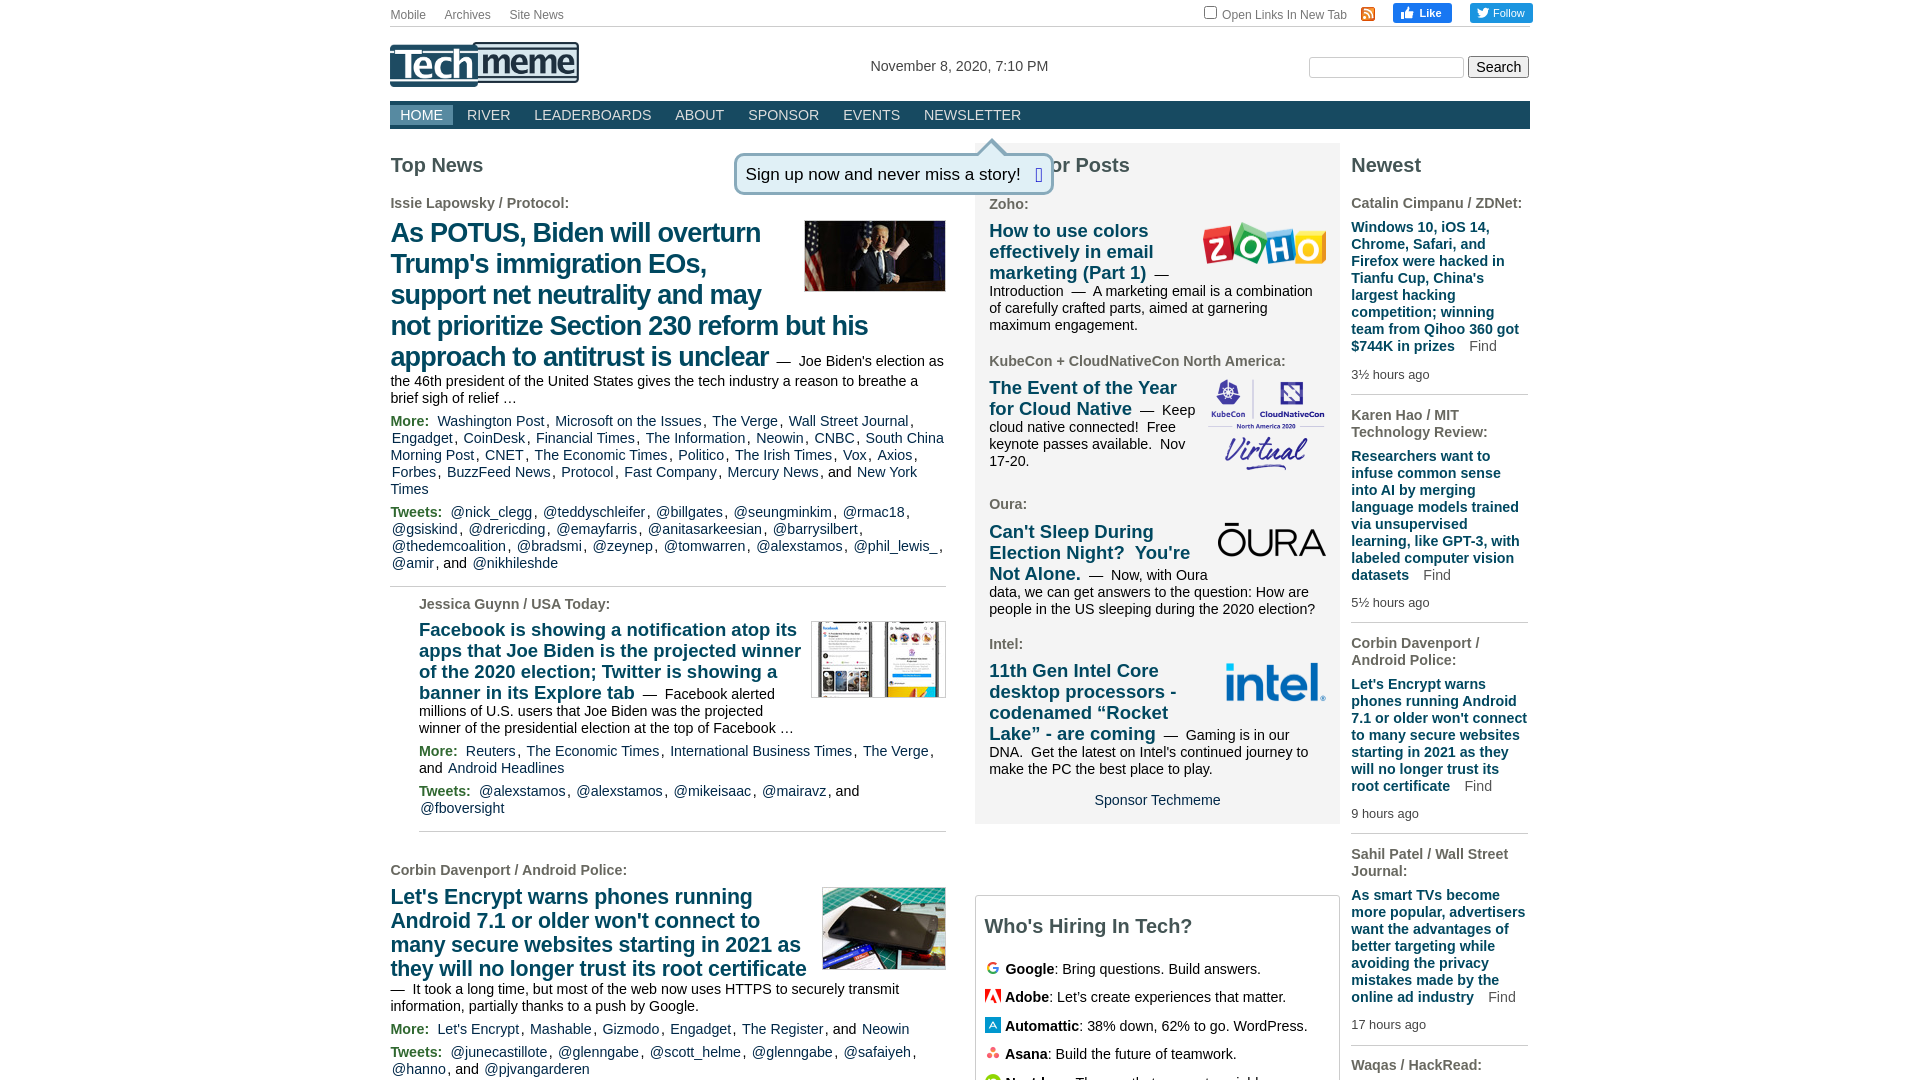 Mobile Archives Site News
Open Links In New Tab
Like
Follow
Techmeme
November 8, 2020, 7:10 PM
Search
HOME RIVER LEADERBOARDS ABOUT SPONSOR EVENTS NEWSLETTER
Sign up now and never miss a story!
Top News
Issie Lapowsky / Protocol:
As POTUS, Biden will overturn
Trump's immigration EOs,
support net neutrality and may
not prioritize Section 230 reform but his
approach to antitrust is unclear — Joe Biden's election as
the 46th president of the United States gives the tech industry a reason to breathe a
brief sigh of relief …
More: Washington Post, Microsoft on the Issues, The Verge, Wall Street Journal,
Engadget, CoinDesk, Financial Times, The Information, Neowin, CNBC, South China
Morning Post, CNET, The Economic Times, Politico, The Irish Times, Vox, Axios,
Forbes, BuzzFeed News, Protocol, Fast Company, Mercury News, and New York
Times
Tweets: @nick_clegg, @teddyschleifer, @billgates, @seungminkim, @rmac18,
@gsiskind, @drericding, @emayfarris, @anitasarkeesian, @barrysilbert,
@thedemcoalition, @bradsmi, @zeynep, @tomwarren, @alexstamos, @phil_lewis_,
@amir, and @nikhileshde
Jessica Guynn / USA Today:
Facebook is showing a notification atop its
apps that Joe Biden is the projected winner
of the 2020 election; Twitter is showing a
banner in its Explore tab — Facebook alerted
millions of U.S. users that Joe Biden was the projected
winner of the presidential election at the top of Facebook …
More: Reuters, The Economic Times, International Business Times, The Verge,
and Android Headlines
Tweets: @alexstamos, @alexstamos, @mikeisaac, @mairavz, and
@fboversight
Corbin Davenport / Android Police:
Let's Encrypt warns phones running
Android 7.1 or older won't connect to
many secure websites starting in 2021 as
they will no longer trust its root certificate
— It took a long time, but most of the web now uses HTTPS to securely transmit
information, partially thanks to a push by Google.
More: Let's Encrypt, Mashable, Gizmodo, Engadget, The Register, and Neowin
Tweets: @junecastillote, @glenngabe, @scott_helme, @glenngabe, @safaiyeh,
@hanno, and @pjvangarderen
or Posts
Zoho:
ZOHO
How to use colors
effectively in email
marketing (Part 1) —
Introduction — A marketing email is a combination
of carefully crafted parts, aimed at garnering
maximum engagement.
KubeCon + CloudNativeCon North America:
KubeCon CloudNativeCon
North America 2020
Virtual
The Event of the Year
for Cloud Native — Keep
cloud native connected! Free
keynote passes available. Nov
17-20.
Oura:
ŌURA
Can't Sleep During
Election Night? You're
Not Alone. — Now, with Oura
data, we can get answers to the question: How are
people in the US sleeping during the 2020 election?
Intel:
intel®
11th Gen Intel Core
desktop processors -
codenamed “Rocket
Lake” - are coming — Gaming is in our
DNA. Get the latest on Intel's continued journey to
make the PC the best place to play.
Sponsor Techmeme
Who's Hiring In Tech?
Google: Bring questions. Build answers.
Adobe: Let’s create experiences that matter.
Automattic: 38% down, 62% to go. WordPress.
Asana: Build the future of teamwork.
Newest
Catalin Cimpanu / ZDNet:
Windows 10, iOS 14,
Chrome, Safari, and
Firefox were hacked in
Tianfu Cup, China's
largest hacking
competition; winning
team from Qihoo 360 got
$744K in prizes Find
3½ hours ago
Karen Hao / MIT
Technology Review:
Researchers want to
infuse common sense
into AI by merging
language models trained
via unsupervised
learning, like GPT-3, with
labeled computer vision
datasets Find
5½ hours ago
Corbin Davenport /
Android Police:
Let's Encrypt warns
phones running Android
7.1 or older won't connect
to many secure websites
starting in 2021 as they
will no longer trust its
root certificate Find
9 hours ago
Sahil Patel / Wall Street
Journal:
As smart TVs become
more popular, advertisers
want the advantages of
better targeting while
avoiding the privacy
mistakes made by the
online ad industry Find
17 hours ago
Waqas / HackRead: